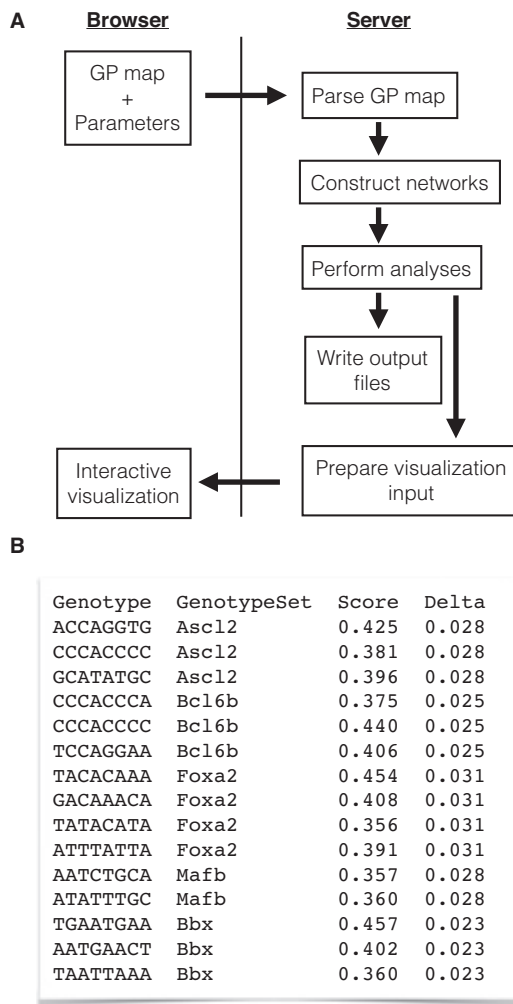 A
Browser
Server
GP map
+
Parameters
Parse GP map
Construct networks
Perform analyses
Write output
files
Interactive
visualization
Prepare visualization
input
B
Genotype GenotypeSet Score Delta
ACCAGGTG Ascl2 0.425 0.028
CCCACCCC Ascl2 0.381 0.028
GCATATGC Ascl2 0.396 0.028
CCCACCCA Bcl6b 0.375 0.025
CCCACCCC Bcl6b 0.440 0.025
TCCAGGAA Bcl6b 0.406 0.025
TACACAAA Foxa2 0.454 0.031
GACAAACA Foxa2 0.408 0.031
TATACATA Foxa2 0.356 0.031
ATTTATTA Foxa2 0.391 0.031
AATCTGCA Mafb 0.357 0.028
ATATTTGC Mafb 0.360 0.028
TGAATGAA Bbx 0.457 0.023
AATGAACT Bbx 0.402 0.023
TAATTAAA Bbx 0.360 0.023